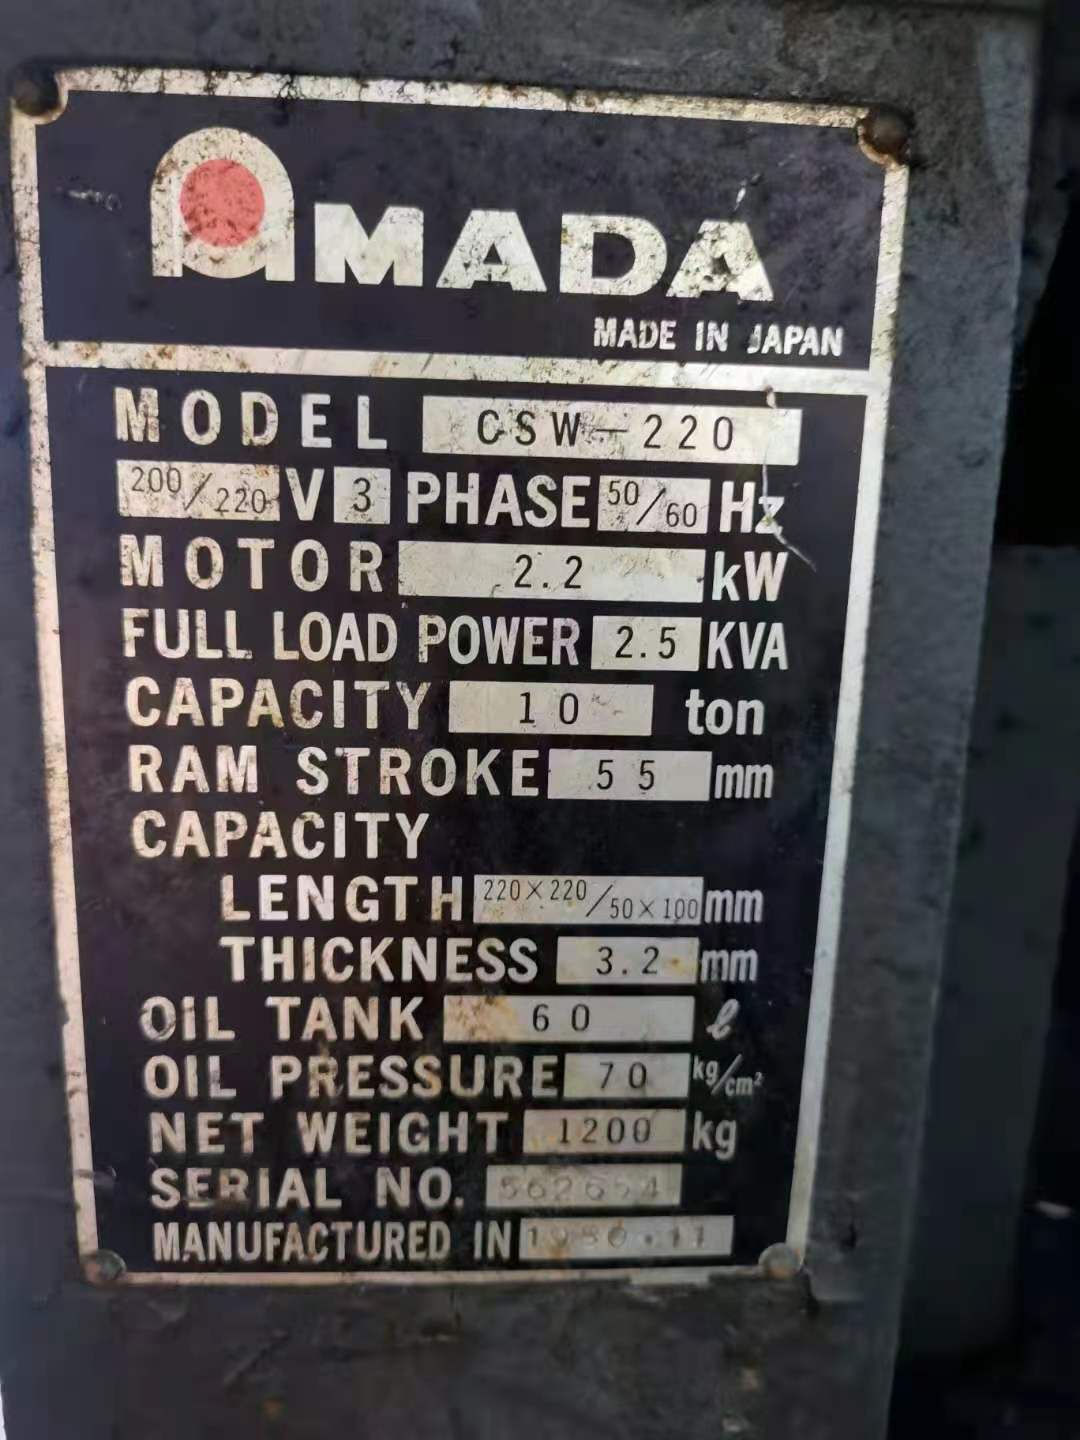 AMADA
MADE IN JAPAN
MODEL CSW-220
200/220 V 3 PHASE 50/60 Hz
MOTOR 2.2 kW
FULL LOAD POWER 2.5 KVA
CAPACITY 10 ton
RAM STROKE 55 mm
CAPACITY
LENGTH 220×220/50×100 mm
THICKNESS 3.2 mm
OIL TANK 60 ℓ
OIL PRESSURE 70 kg/cm²
NET WEIGHT 1200 kg
SERIAL NO.
MANUFACTURED IN